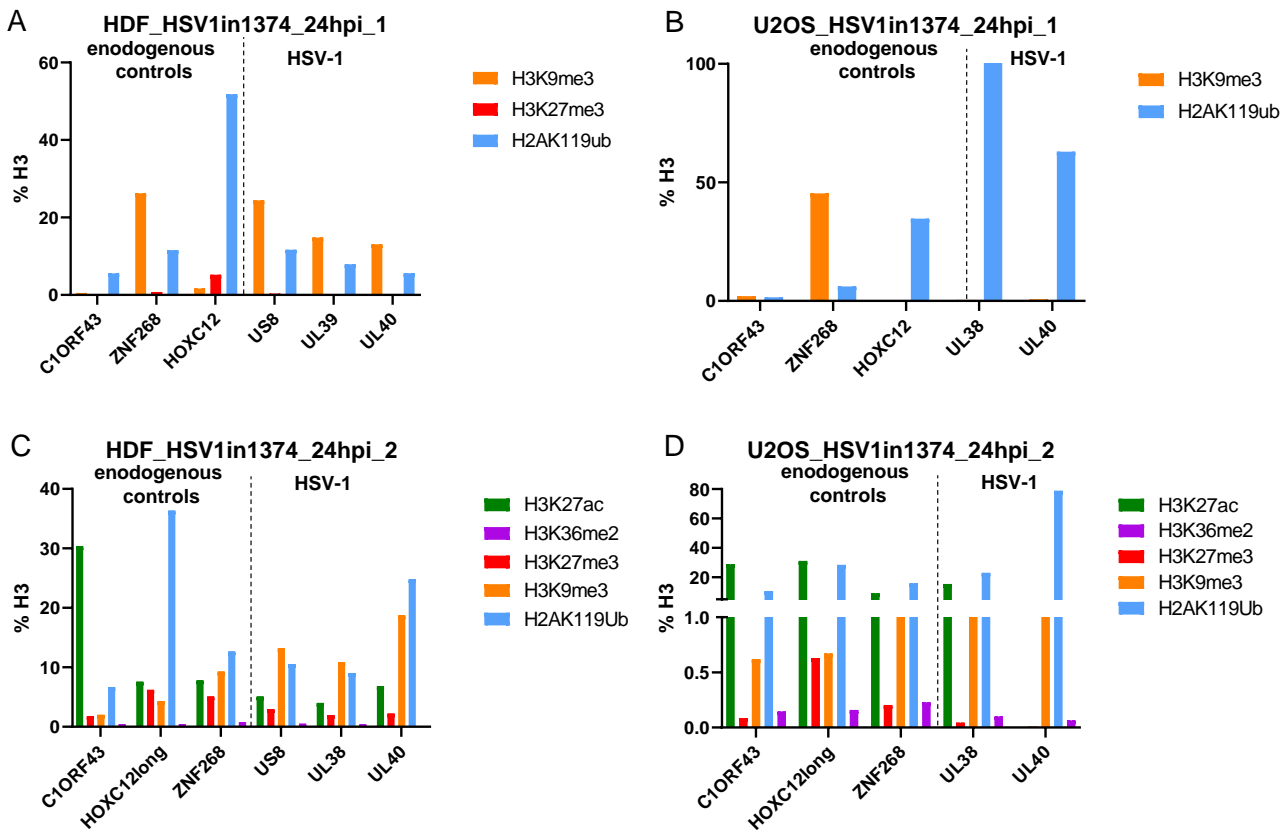 A
HDF_HSV1in1374_24hpi_1
enodogenous
controls
HSV-1
% H3
60
40
20
0
C1ORF43
ZNF268
HOXC12
US8
UL39
UL40
H3K9me3
H3K27me3
H2AK119ub
B
U2OS_HSV1in1374_24hpi_1
enodogenous
controls
HSV-1
% H3
100
50
0
C1ORF43
ZNF268
HOXC12
UL38
UL40
H3K9me3
H2AK119ub
C
HDF_HSV1in1374_24hpi_2
enodogenous
controls
HSV-1
% H3
40
30
20
10
0
C1ORF43
HOXC12long
ZNF268
US8
UL38
UL40
H3K27ac
H3K36me2
H3K27me3
H3K9me3
H2AK119Ub
D
U2OS_HSV1in1374_24hpi_2
enodogenous
controls
HSV-1
% H3
80
60
40
20
1.0
0.5
0.0
C1ORF43
HOXC12long
ZNF268
UL38
UL40
H3K27ac
H3K36me2
H3K27me3
H3K9me3
H2AK119Ub